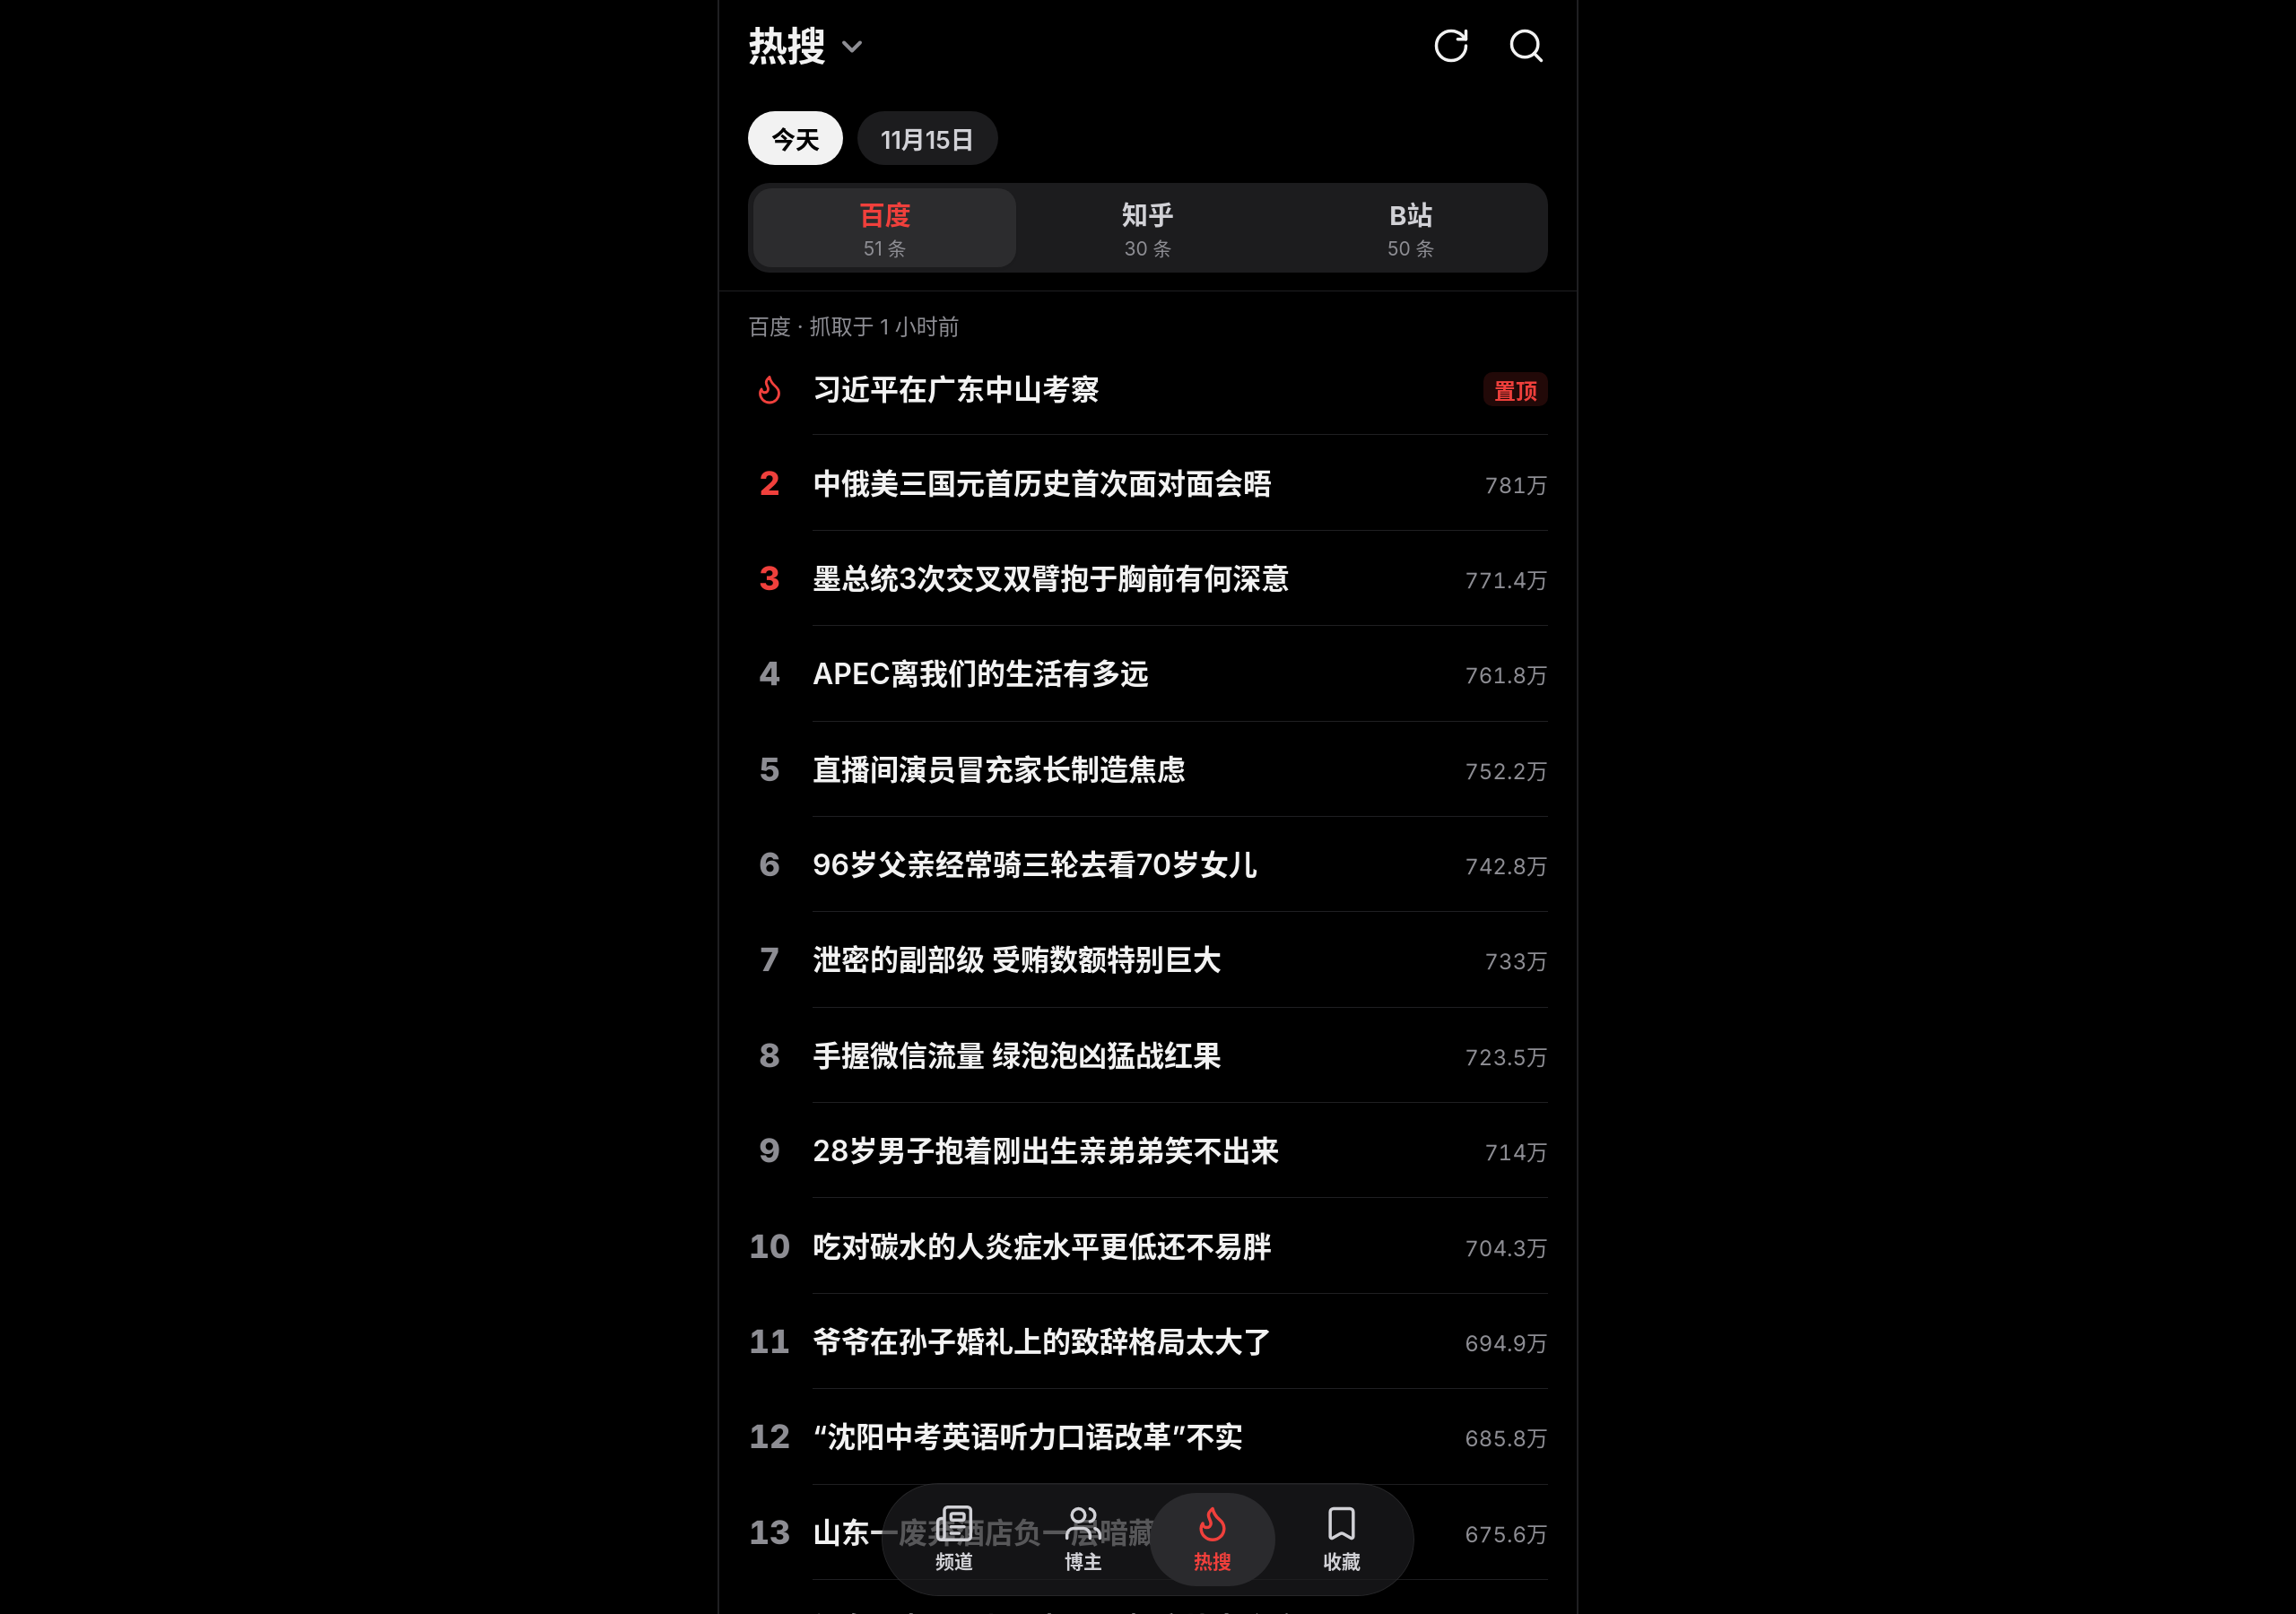 热搜
今天 11月15日
百度 知乎 B站
51 条 30 条 50 条
百度 · 抓取于 1 小时前
习近平在广东中山考察 置顶
2 中俄美三国元首历史首次面对面会晤 781万
3 墨总统3次交叉双臂抱于胸前有何深意 771.4万
4 APEC离我们的生活有多远 761.8万
5 直播间演员冒充家长制造焦虑 752.2万
6 96岁父亲经常骑三轮去看70岁女儿 742.8万
7 泄密的副部级 受贿数额特别巨大 733万
8 手握微信流量 绿泡泡凶猛战红果 723.5万
9 28岁男子抱着刚出生亲弟弟笑不出来 714万
10 吃对碳水的人炎症水平更低还不易胖 704.3万
11 爷爷在孙子婚礼上的致辞格局太大了 694.9万
12 “沈阳中考英语听力口语改革”不实 685.8万
13 山东一废弃酒店负一层暗藏 675.6万
频道 博主 热搜 收藏